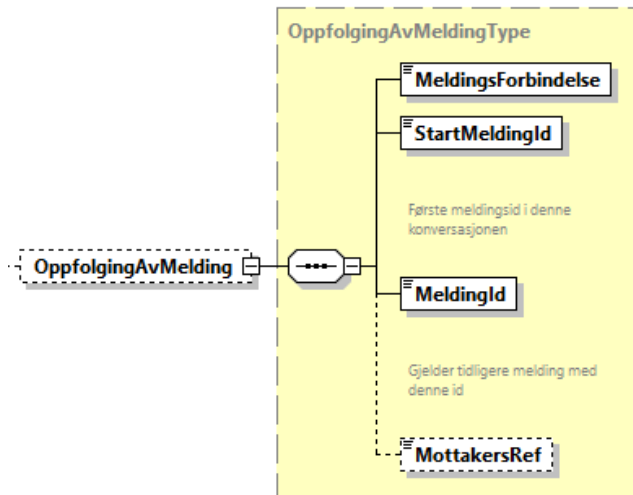 OppfolgingAvMeldingType
MeldingsForbindelse
StartMeldingId
Første meldingsid i denne
konversasjonen
OppfolgingAvMelding
MeldingId
Gjelder tidligere melding med
denne id
MottakersRef